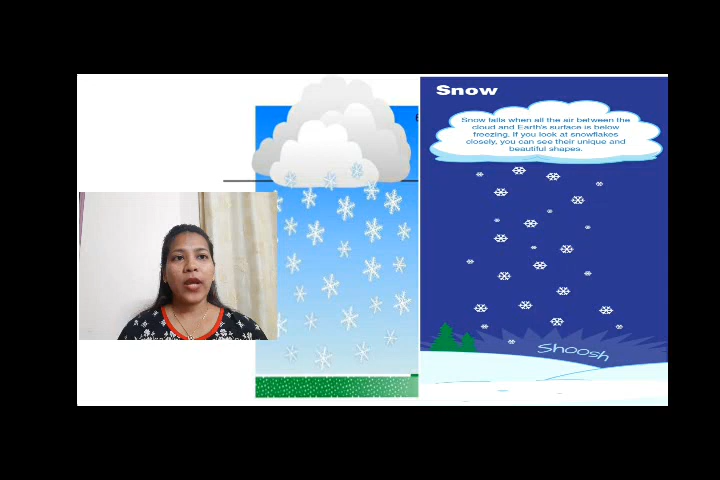 Snow
Snow falls when all the air between the
cloud and Earth's surface is below
freezing. If you look at snowflakes
closely, you can see their unique and
beautiful shapes.
Shoosh